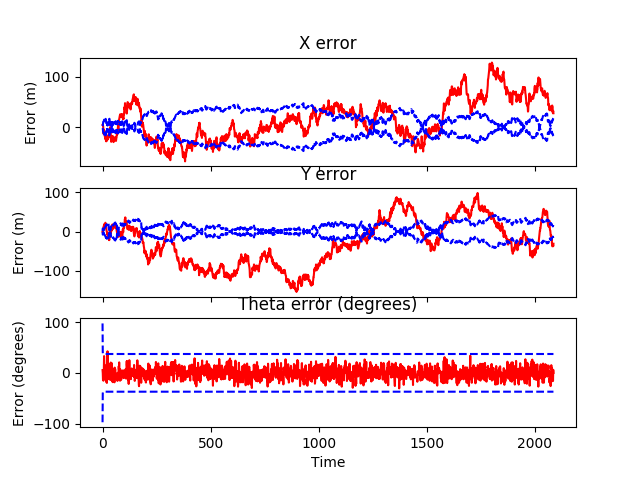 X error
Error (m)
100
0
Y error
Error (m)
100
0
−100
Theta error (degrees)
Error (degrees)
100
0
−100
0 500 1000 1500 2000
Time